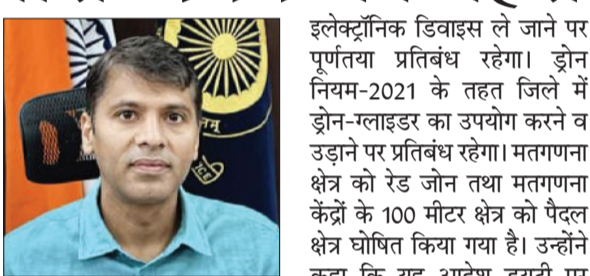 इलेक्ट्रॉनिक डिवाइस ले जाने पर
पूर्णतया प्रतिबंध रहेगा। ड्रोन
नियम-2021 के तहत जिले में
ड्रोन-ग्लाइडर का उपयोग करने व
उड़ाने पर प्रतिबंध रहेगा। मतगणना
क्षेत्र को रेड जोन तथा मतगणना
केंद्रों के 100 मीटर क्षेत्र को पैदल
क्षेत्र घोषित किया गया है। उन्होंने